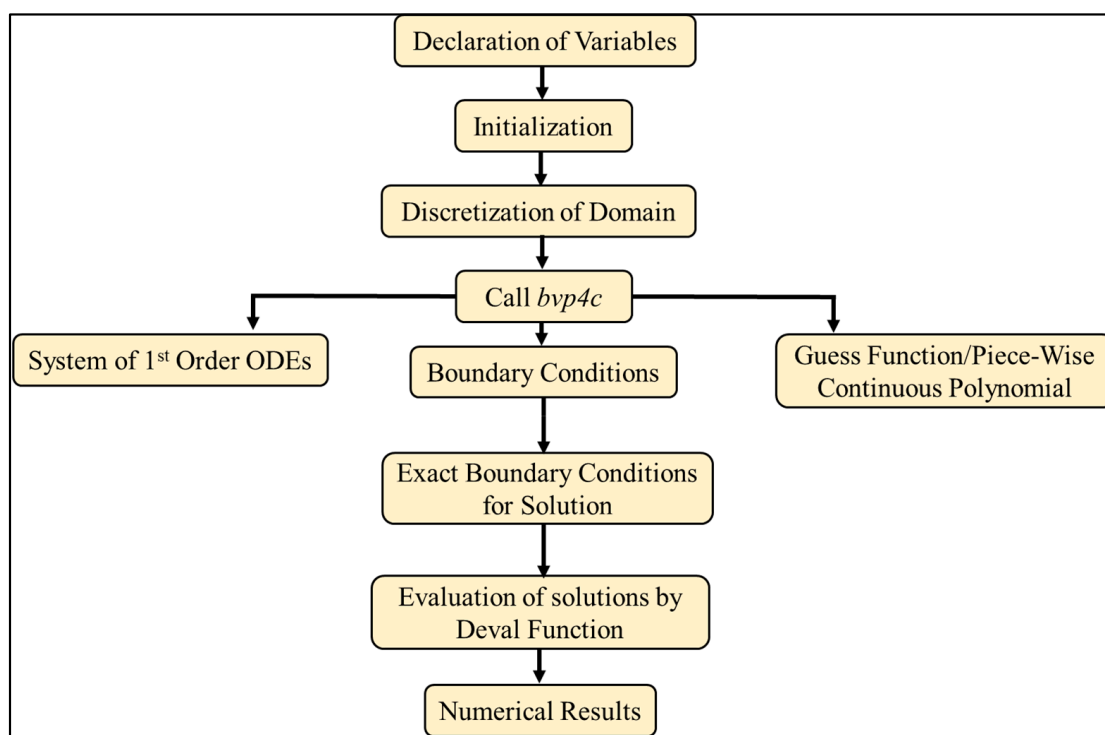 Declaration of Variables
Initialization
Discretization of Domain
Call bvp4c
System of 1st Order ODEs
Boundary Conditions
Guess Function/Piece-Wise
Continuous Polynomial
Exact Boundary Conditions
for Solution
Evaluation of solutions by
Deval Function
Numerical Results